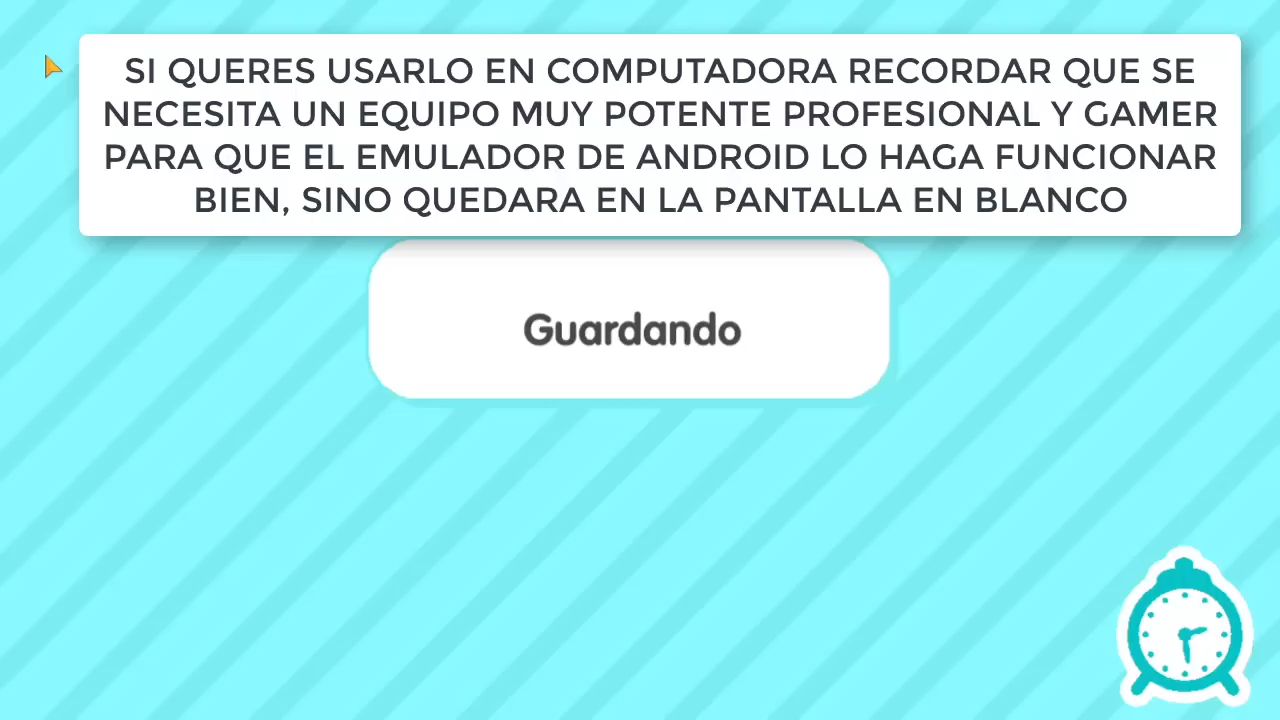 SI QUERES USARLO EN COMPUTADORA RECORDAR QUE SE
NECESITA UN EQUIPO MUY POTENTE PROFESIONAL Y GAMER
PARA QUE EL EMULADOR DE ANDROID LO HAGA FUNCIONAR
BIEN, SINO QUEDARA EN LA PANTALLA EN BLANCO
Guardando